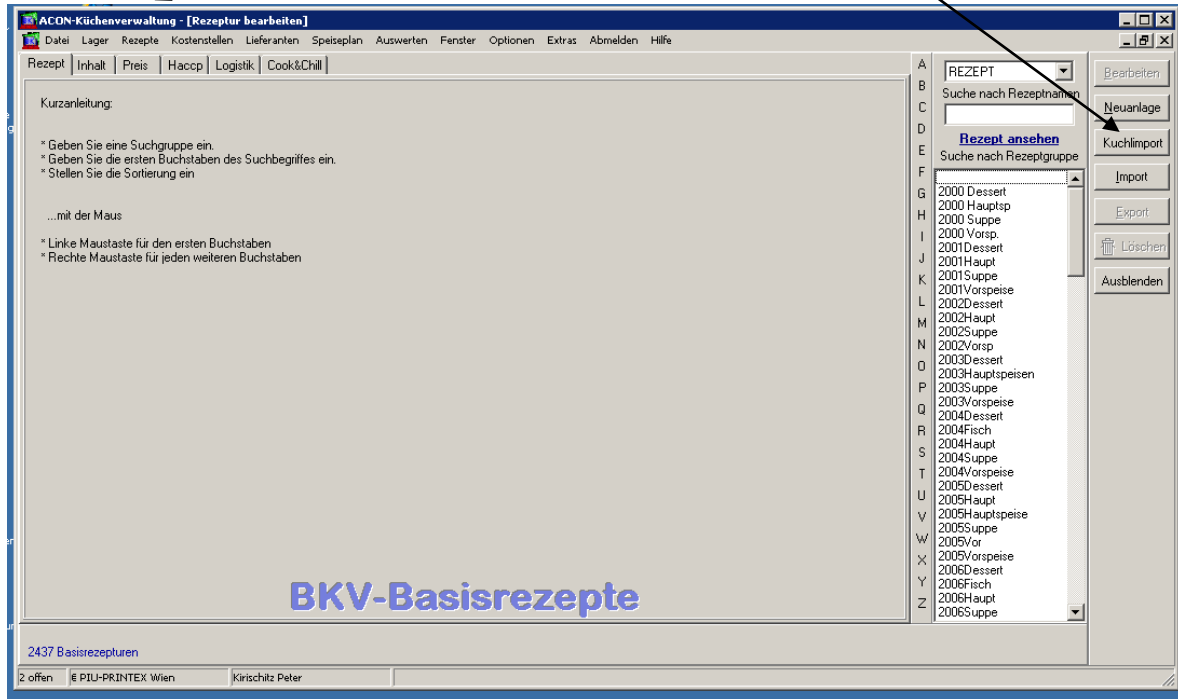 ACON-Küchenverwaltung - [Rezeptur bearbeiten]
Datei Lager Rezepte Kostenstellen Lieferanten Speiseplan Auswerten Fenster Optionen Extras Abmelden Hilfe
Rezept Inhalt Preis Haccp Logistik Cook&Chill
Kurzanleitung:
* Geben Sie eine Suchgruppe ein.
* Geben Sie die ersten Buchstaben des Suchbegriffes ein.
* Stellen Sie die Sortierung ein
...mit der Maus
* Linke Maustaste für den ersten Buchstaben
* Rechte Maustaste für jeden weiteren Buchstaben
BKV-Basisrezepte
A
B
C
D
E
F
G
H
I
J
K
L
M
N
O
P
Q
R
S
T
U
V
W
X
Y
Z
REZEPT
Suche nach Rezeptnamen
Rezept ansehen
Suche nach Rezeptgruppe
2000 Dessert
2000 Hauptsp
2000 Suppe
2000 Vorsp.
2001Dessert
2001Haupt
2001Suppe
2001Vorspeise
2002Dessert
2002Haupt
2002Suppe
2002Vorsp
2003Dessert
2003Hauptspeisen
2003Suppe
2003Vorspeise
2004Dessert
2004Fisch
2004Haupt
2004Suppe
2004Vorspeise
2005Dessert
2005Haupt
2005Hauptspeise
2005Suppe
2005Vor
2005Vorspeise
2006Dessert
2006Fisch
2006Haupt
2006Suppe
Bearbeiten
Neuanlage
Kuchlimport
Import
Export
Löschen
Ausblenden
2437 Basisrezepturen
2 offen € PIU-PRINTEX Wien Kirischitz Peter